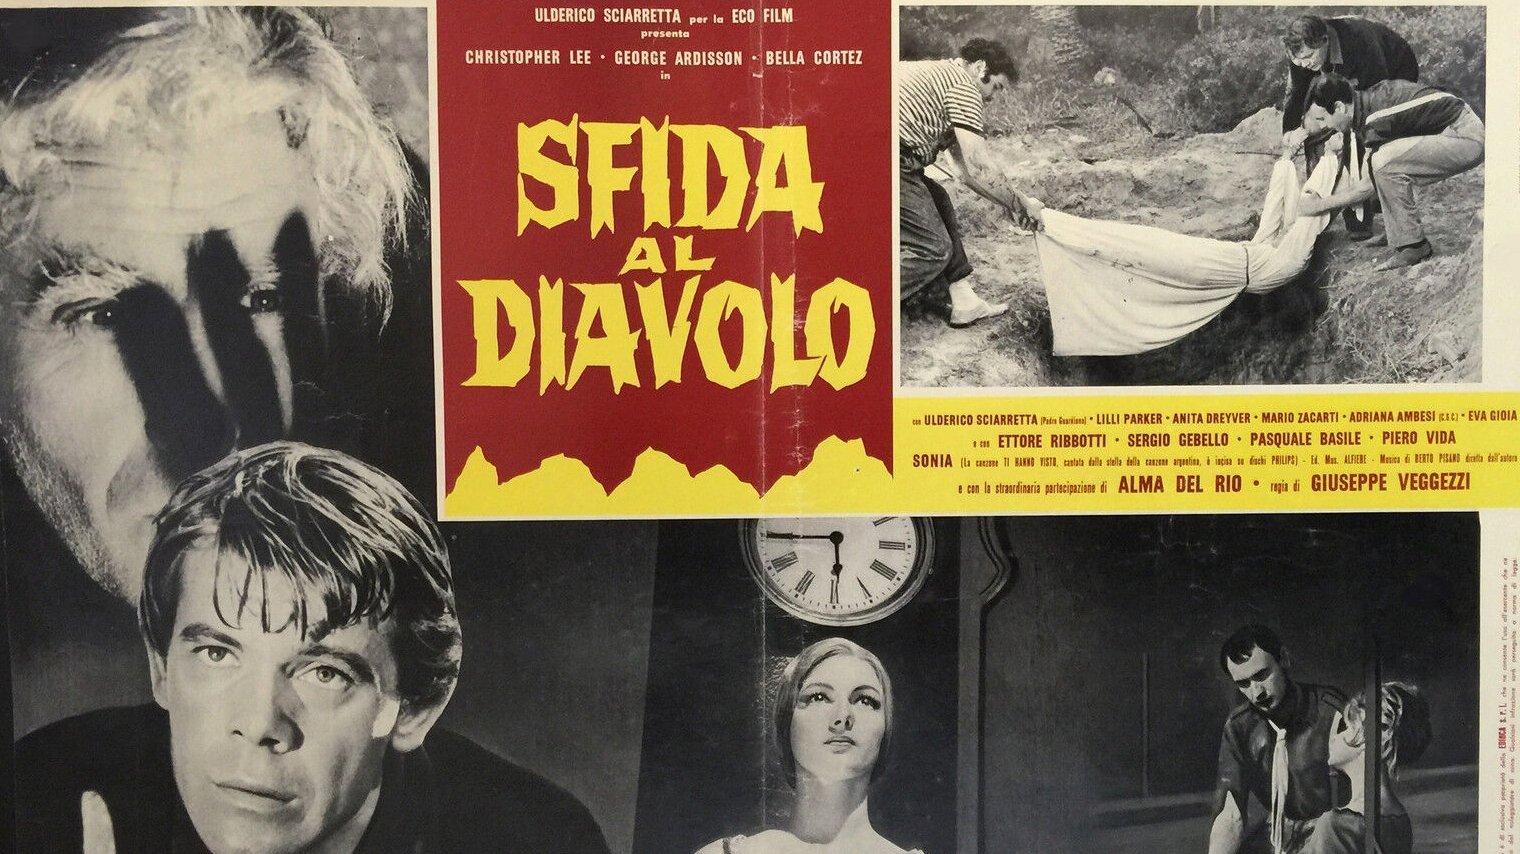 ULDERICO SCIARRETTA per la ECO FILM
presenta
CHRISTOPHER LEE • GEORGE ARDISSON • BELLA CORTEZ
in
SFIDA
AL
DIAVOLO
con ULDERICO SCIARRETTA (Padre Guardiano) • LILLI PARKER • ANITA DREYVER • MARIO ZACARTI • ADRIANA AMBESI (C.S.C.) • EVA GIOIA
e con ETTORE RIBBOTTI • SERGIO GEBELLO • PASQUALE BASILE • PIERO VIDA
SONIA (La canzone TI HANNO VISTO, cantata dalla stella della canzone argentina, è incisa su dischi PHILIPS) - Ed. Mus. ALFIERE - Musica di BERTO PISANO diretta dall'autore
e con la straordinaria partecipazione di ALMA DEL RIO • regia di GIUSEPPE VEGGEZZI